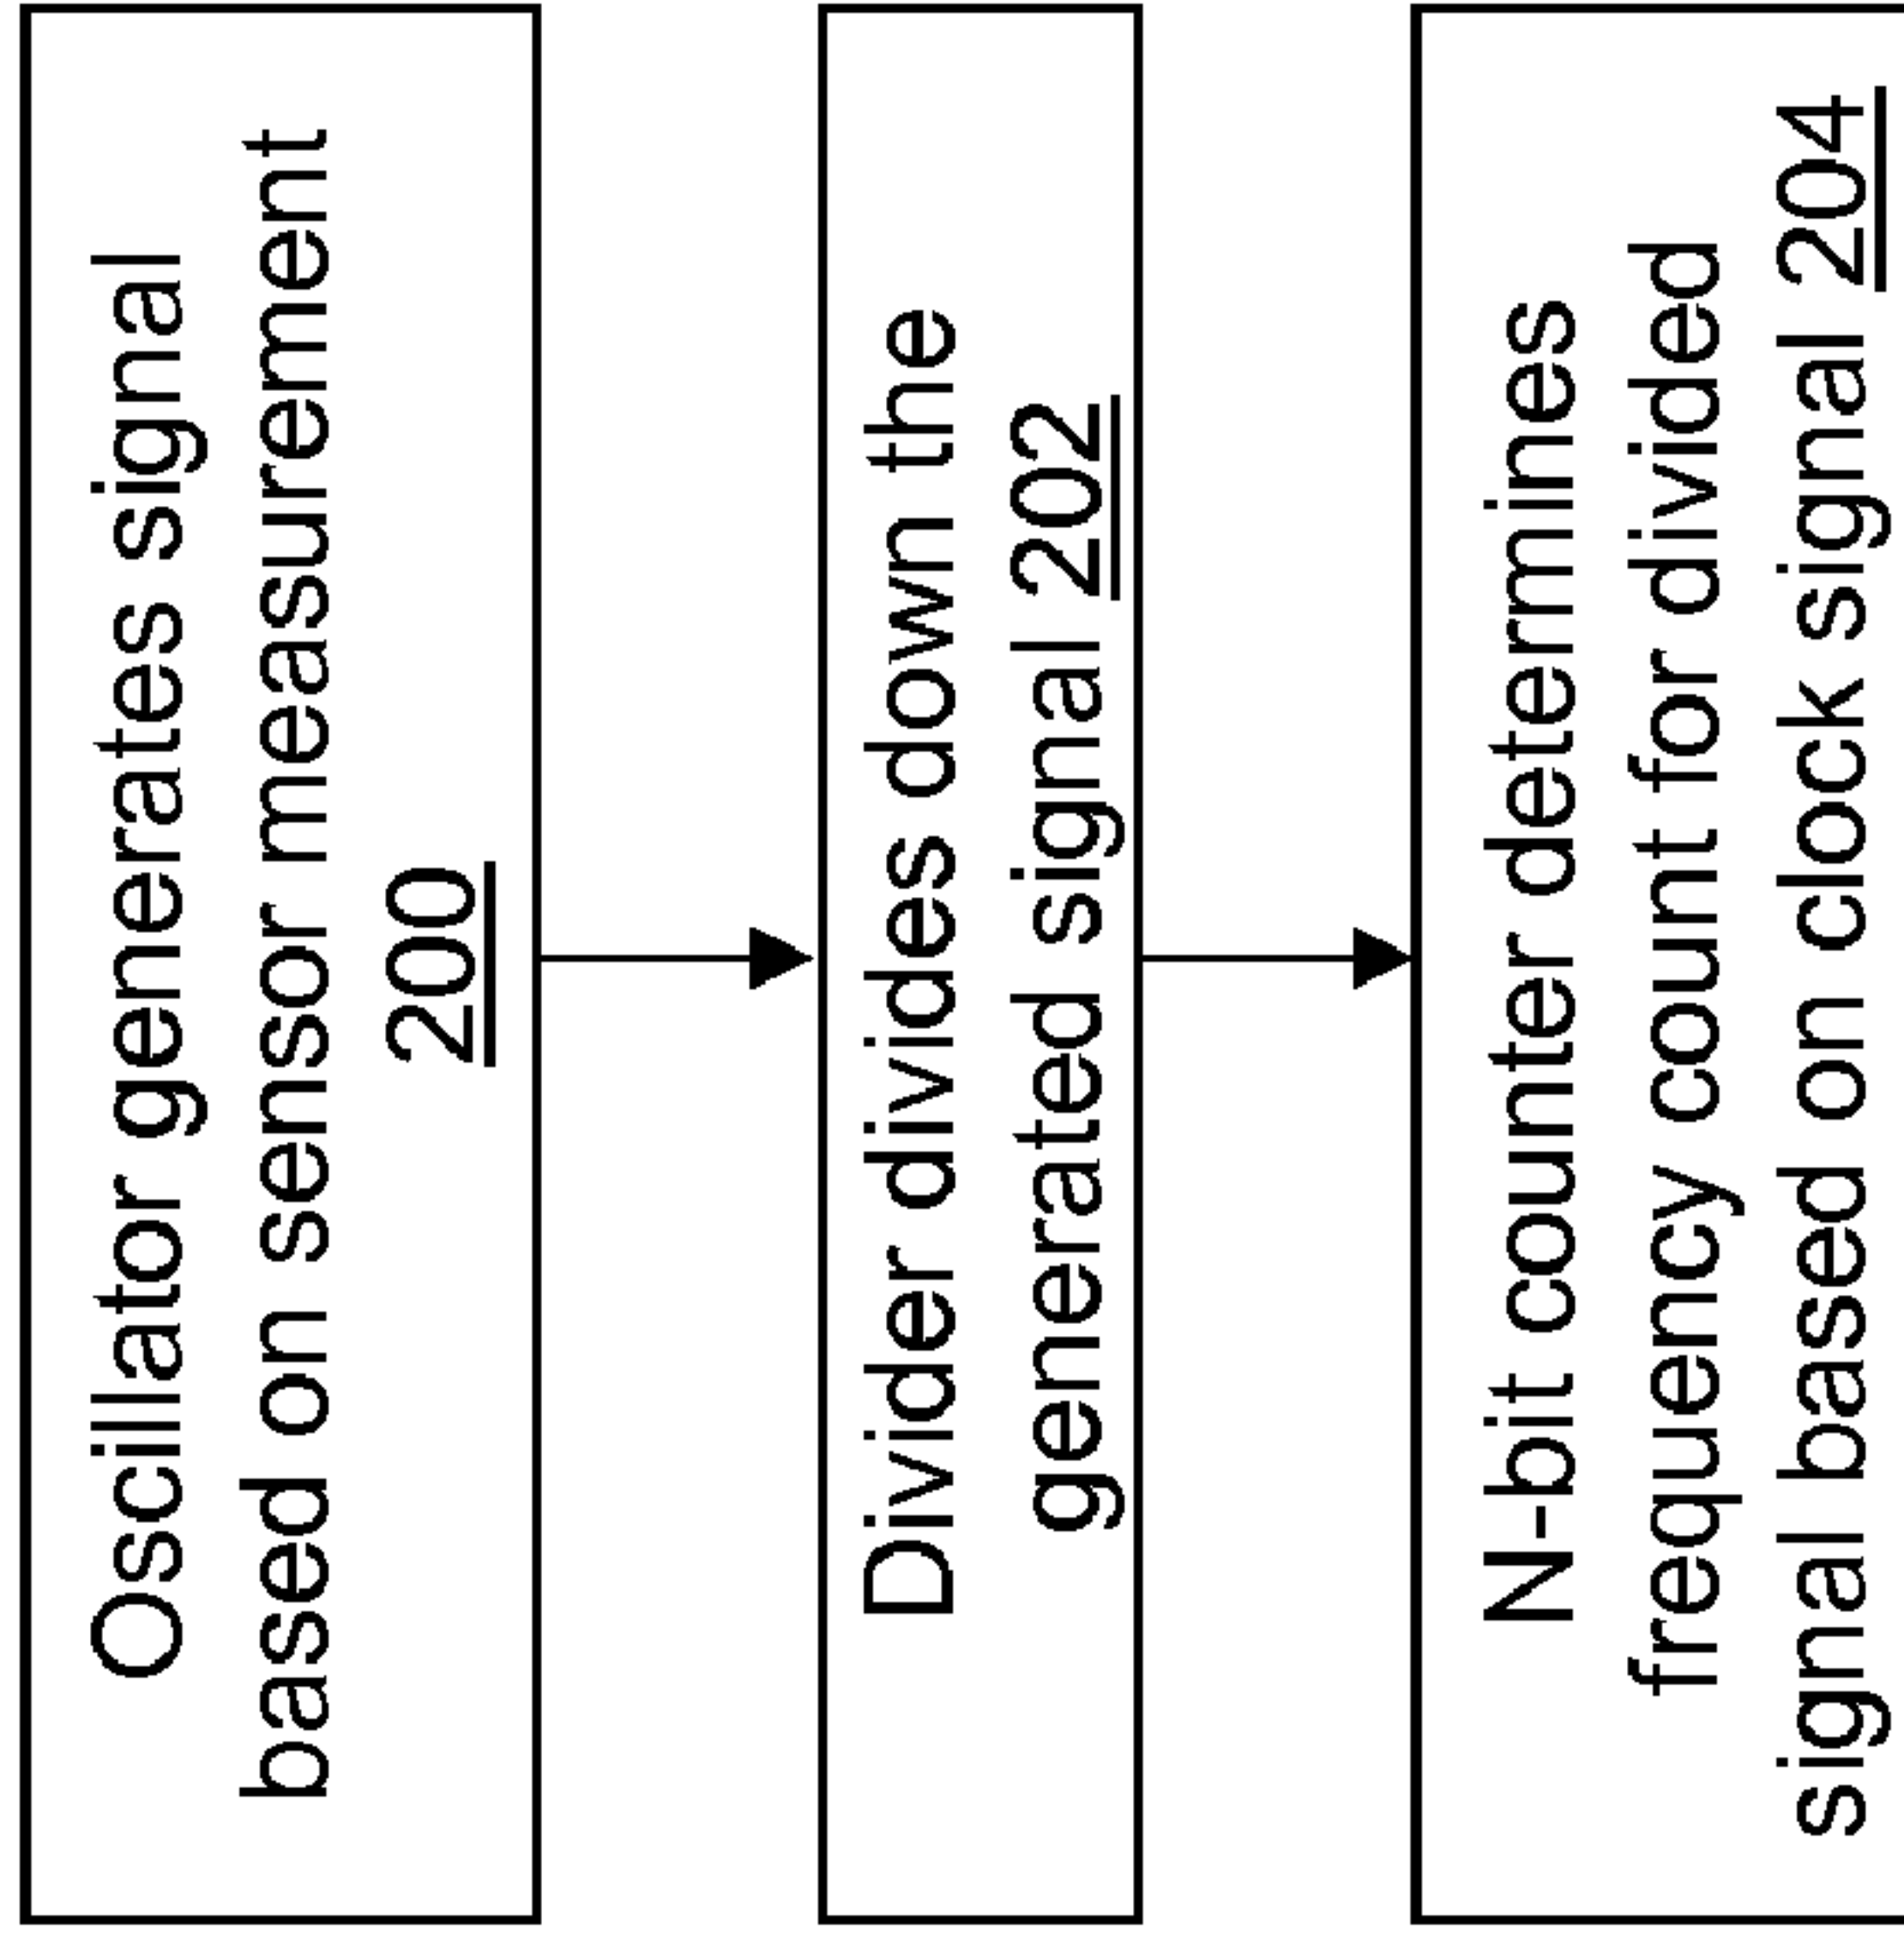 Oscillator generates signal
based on sensor measurement
200
Divider divides down the
generated signal 202
N-bit counter determines
frequency count for divided
signal based on clock signal 204